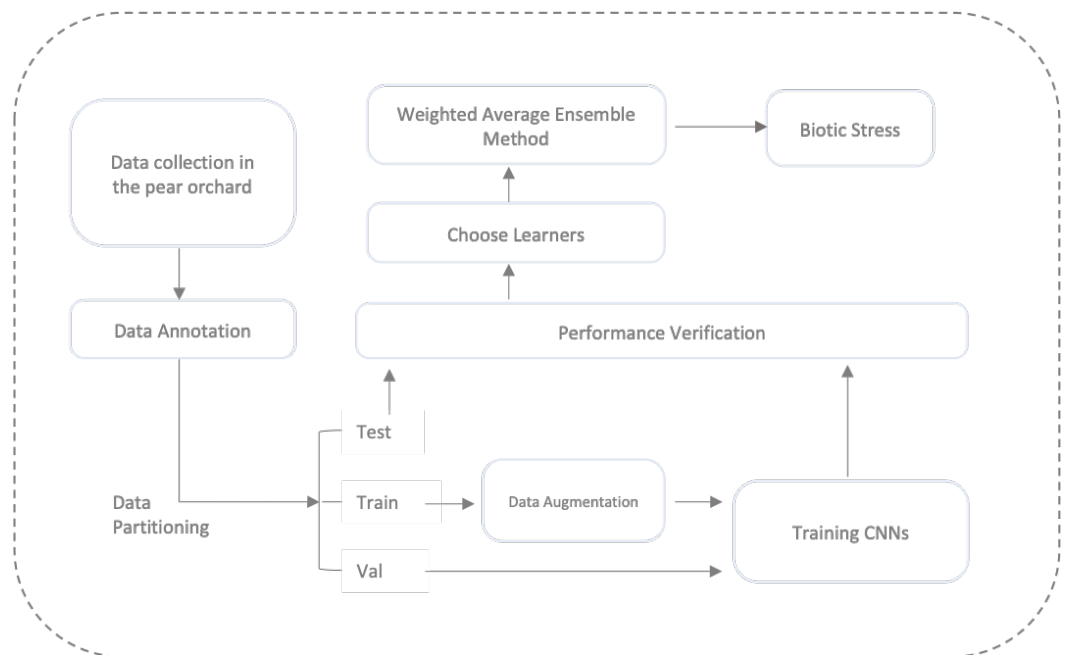 Weighted Average Ensemble
Method
Biotic Stress
Data collection in
the pear orchard
Choose Learners
Data Annotation
Performance Verification
Test
Data
Partitioning
Train
Data Augmentation
Training CNNs
Val